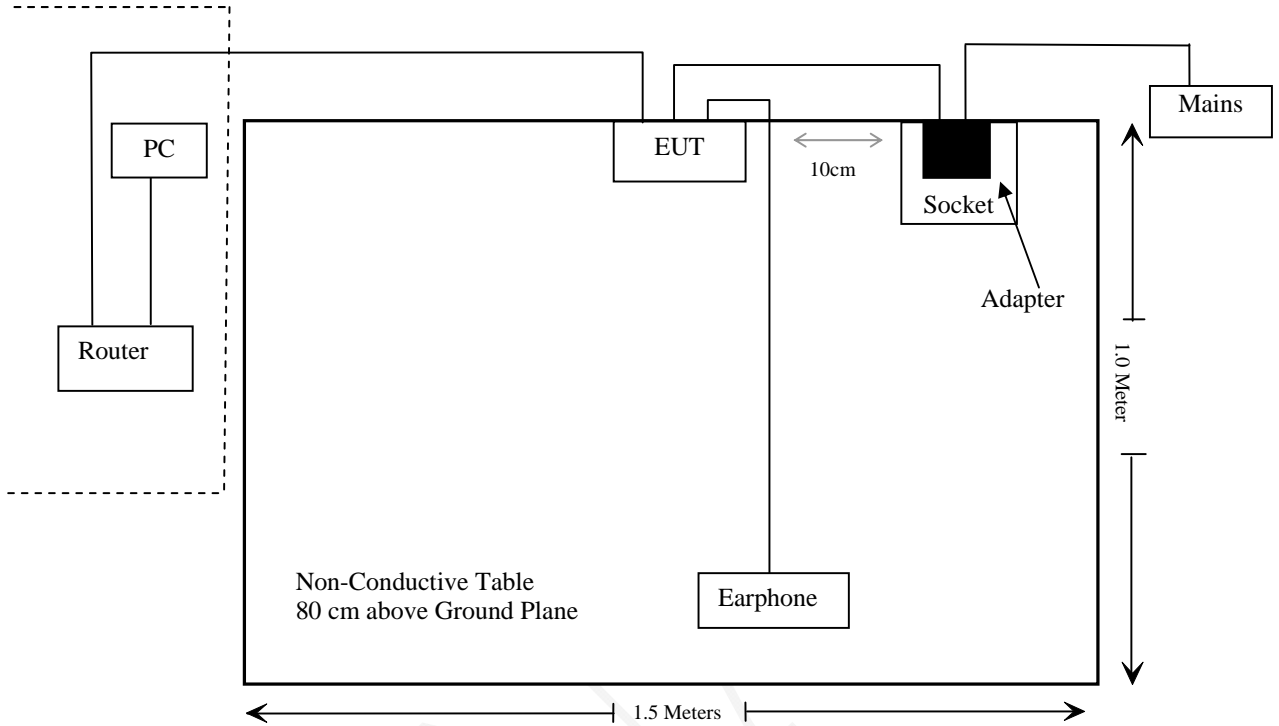 Mains
PC
EUT
10cm
Socket
Adapter
Router
1.0 Meter
Non-Conductive Table
80 cm above Ground Plane
Earphone
1.5 Meters